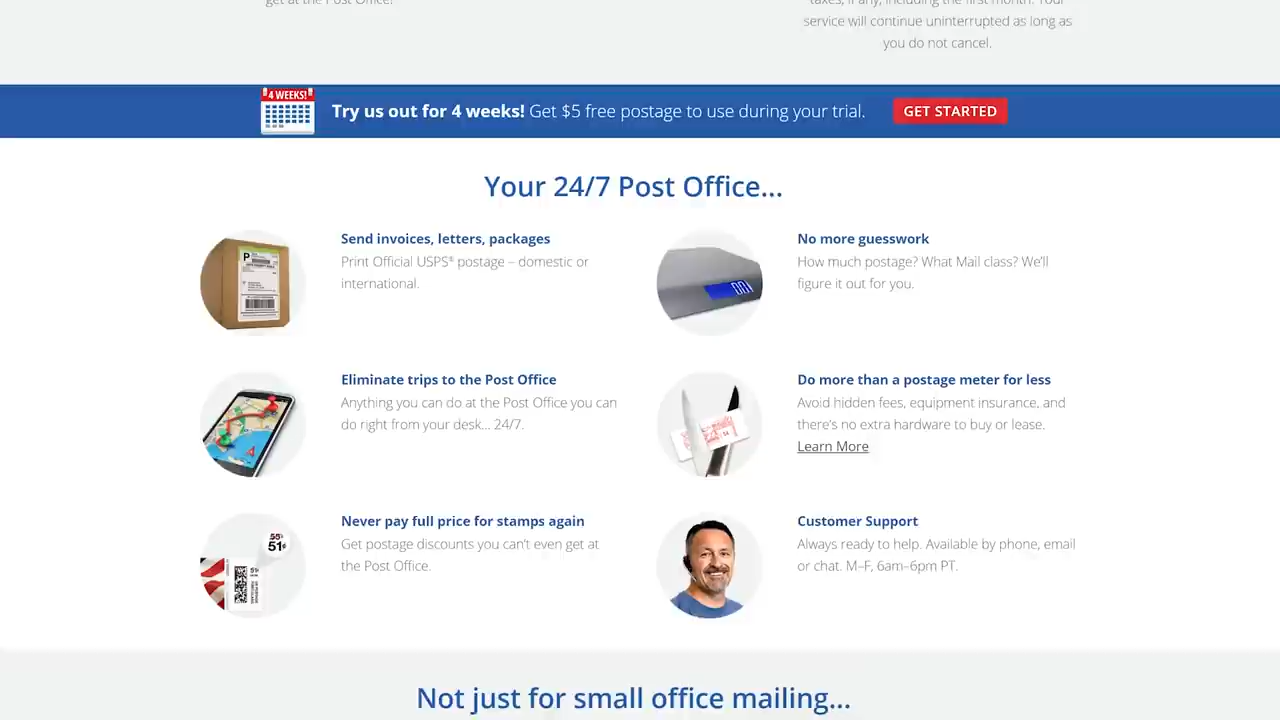 get at the Post Office!
taxes, if any, including the first month. Your
service will continue uninterrupted as long as
you do not cancel.
4 WEEKS!
Try us out for 4 weeks! Get $5 free postage to use during your trial.
GET STARTED
Your 24/7 Post Office...
Send invoices, letters, packages
Print Official USPS® postage – domestic or
international.
No more guesswork
How much postage? What Mail class? We’ll
figure it out for you.
Eliminate trips to the Post Office
Anything you can do at the Post Office you can
do right from your desk... 24/7.
Do more than a postage meter for less
Avoid hidden fees, equipment insurance, and
there’s no extra hardware to buy or lease.
Learn More
Never pay full price for stamps again
Get postage discounts you can’t even get at
the Post Office.
55¢
51¢
Customer Support
Always ready to help. Available by phone, email
or chat. M–F, 6am–6pm PT.
P
Not just for small office mailing...